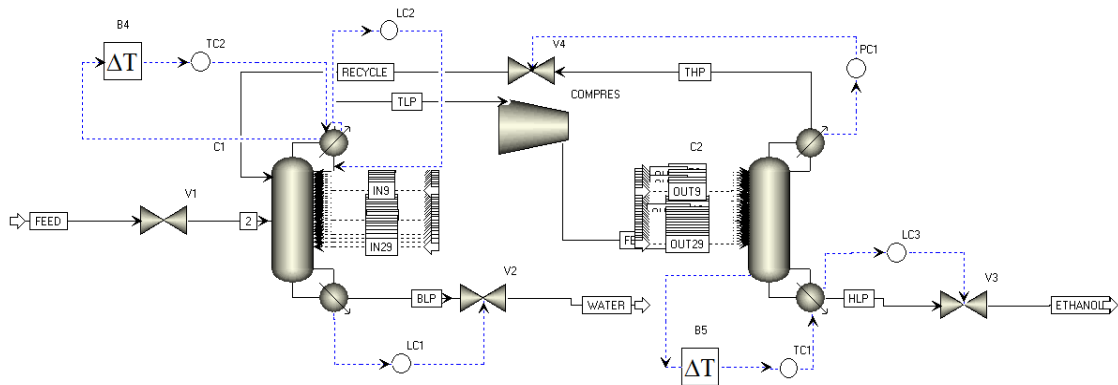 B4
LC2
ΔT
TC2
V4
RECYCLE
THP
PC1
TLP
COMPRES
C1
C2
IN9
OUT9
V1
FEED
2
IN29
OUT29
LC3
V2
BLP
WATER
HLP
V3
ETHANOL
B5
LC1
ΔT
TC1